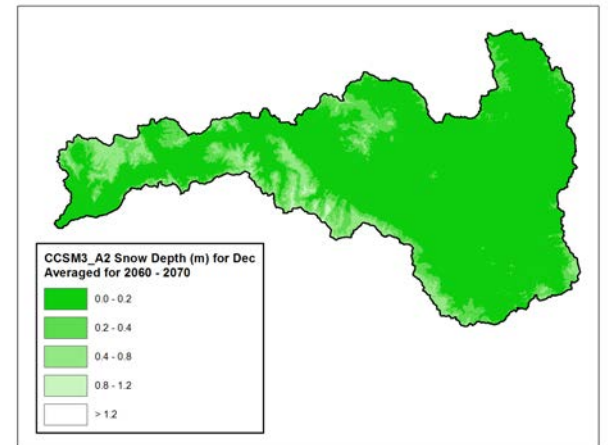 CCSM3_A2 Snow Depth (m) for Dec
Averaged for 2060 - 2070
0.0 - 0.2
0.2 - 0.4
0.4 - 0.8
0.8 - 1.2
> 1.2